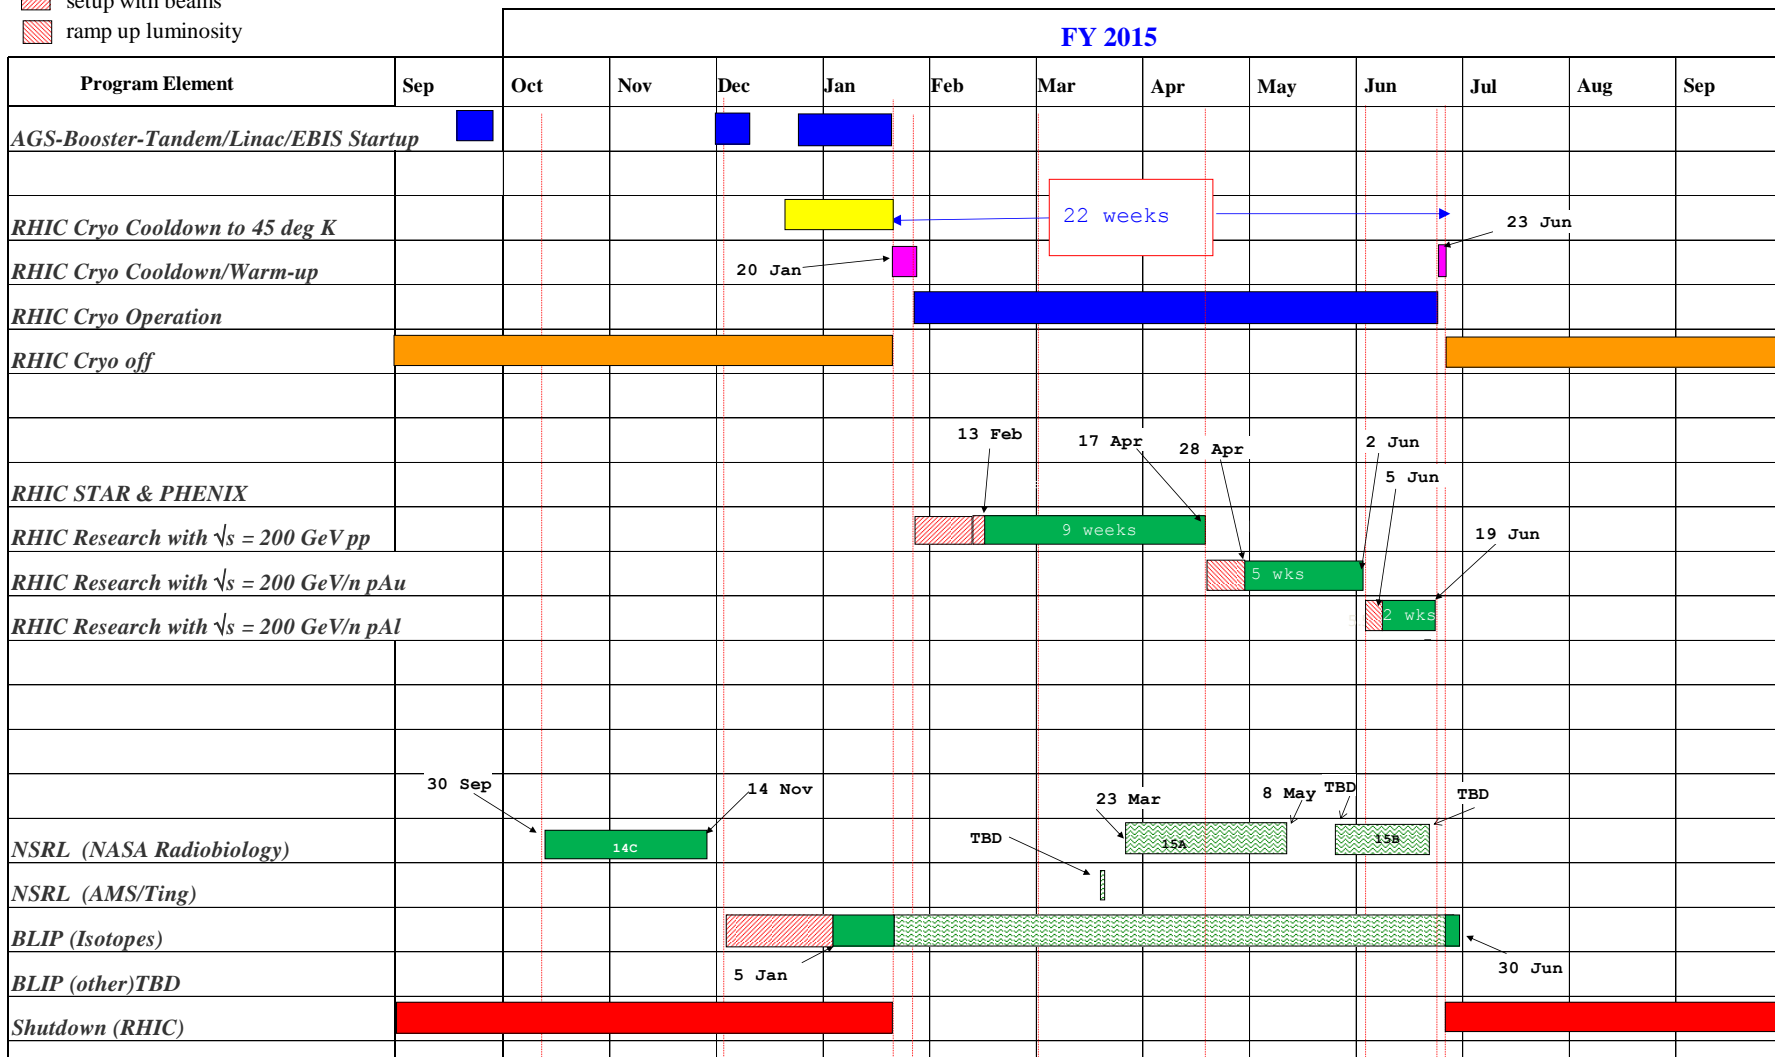 setup with beams
ramp up luminosity
FY 2015
Program Element Sep Oct Nov Dec Jan Feb Mar Apr May Jun Jul Aug Sep
AGS-Booster-Tandem/Linac/EBIS Startup
22 weeks
RHIC Cryo Cooldown to 45 deg K
23 Jun
RHIC Cryo Cooldown/Warm-up
20 Jan
RHIC Cryo Operation
RHIC Cryo off
13 Feb
17 Apr
28 Apr
2 Jun
5 Jun
RHIC STAR & PHENIX
RHIC Research with √s = 200 GeV pp
9 weeks
19 Jun
RHIC Research with √s = 200 GeV/n pAu
5 wks
RHIC Research with √s = 200 GeV/n pAl
2 wks
30 Sep
14 Nov
23 Mar
8 May
TBD
TBD
NSRL (NASA Radiobiology)
14C
TBD
15A
15B
NSRL (AMS/Ting)
BLIP (Isotopes)
5 Jan
30 Jun
BLIP (other)TBD
Shutdown (RHIC)